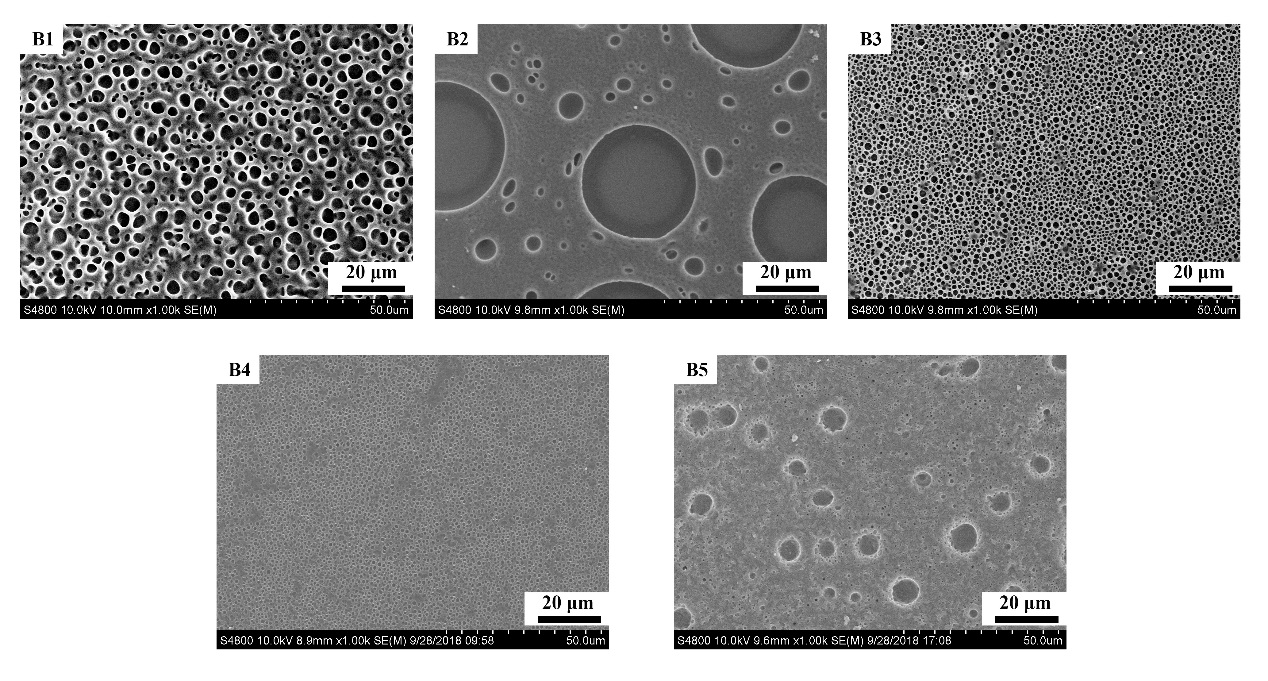 B1
20 μm
S4800 10.0kV 10.0mm x1.00k SE(M)
50.0um
B2
20 μm
S4800 10.0kV 9.8mm x1.00k SE(M)
50.0um
B3
20 μm
S4800 10.0kV 9.8mm x1.00k SE(M)
50.0um
B4
20 μm
S4800 10.0kV 8.9mm x1.00k SE(M) 9/28/2018 09:58
50.0um
B5
20 μm
S4800 10.0kV 9.6mm x1.00k SE(M) 9/28/2018 17:08
50.0um